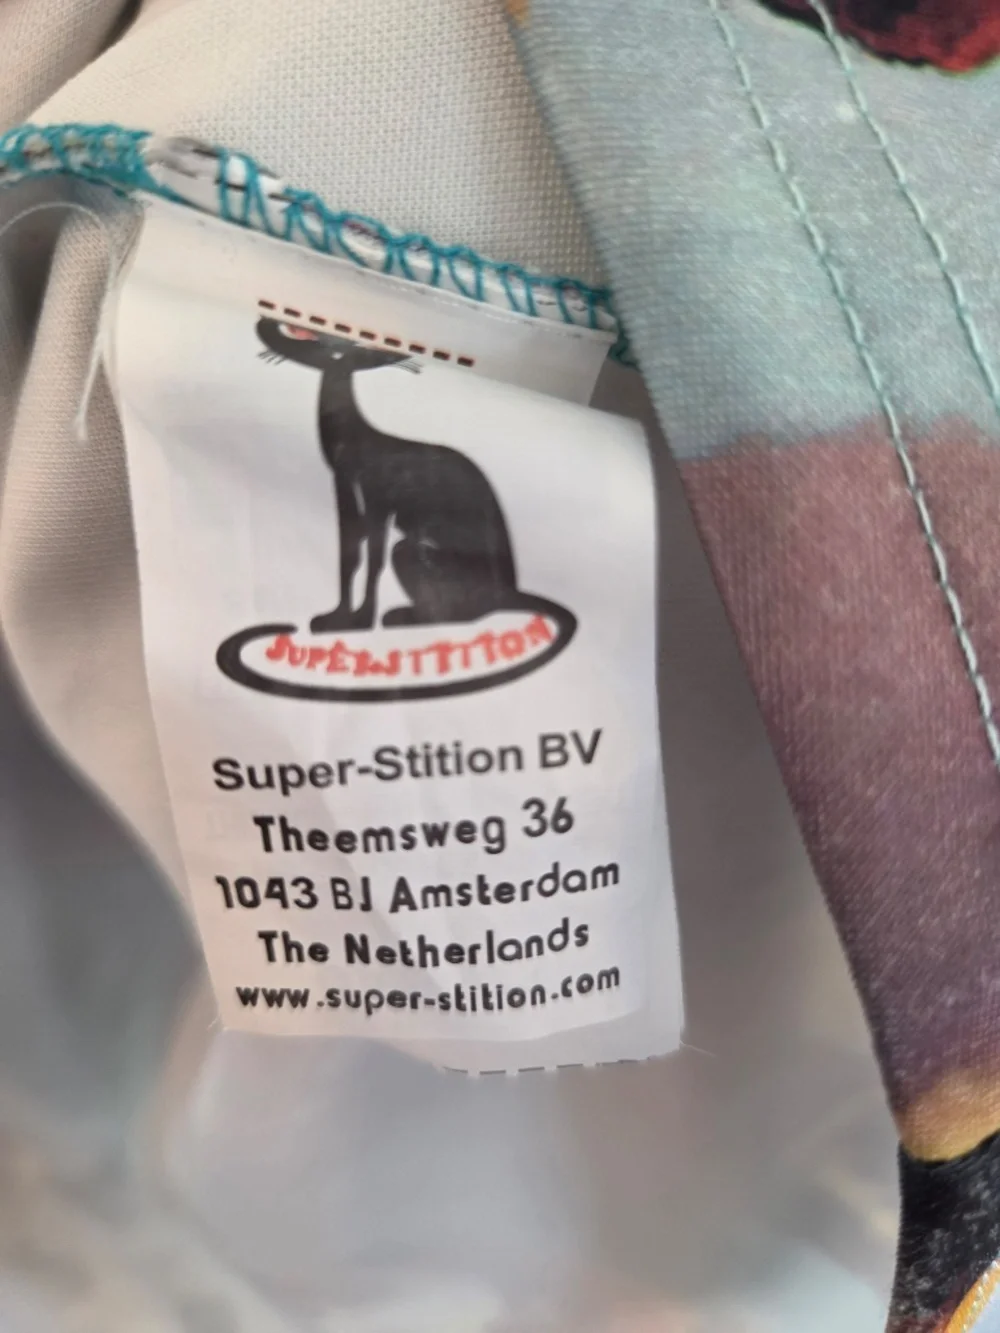 SUPERSTITION
Super-Stition BV
Theemsweg 36
1043 BJ Amsterdam
The Netherlands
www.super-stition.com